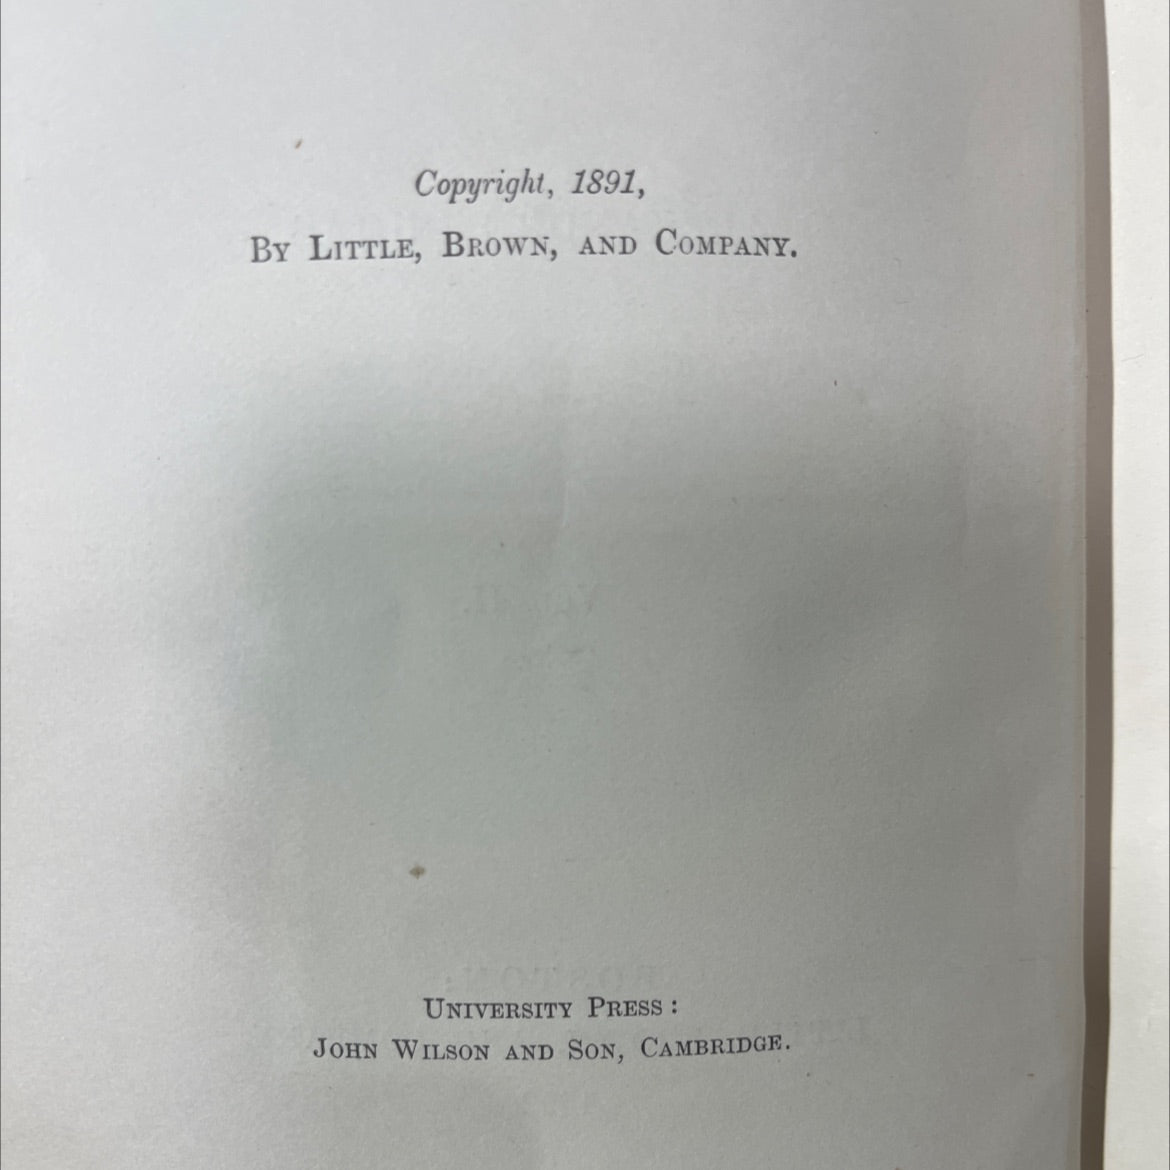 Copyright, 1891,
By Little, Brown, and Company.
University Press:
John Wilson and Son, Cambridge.